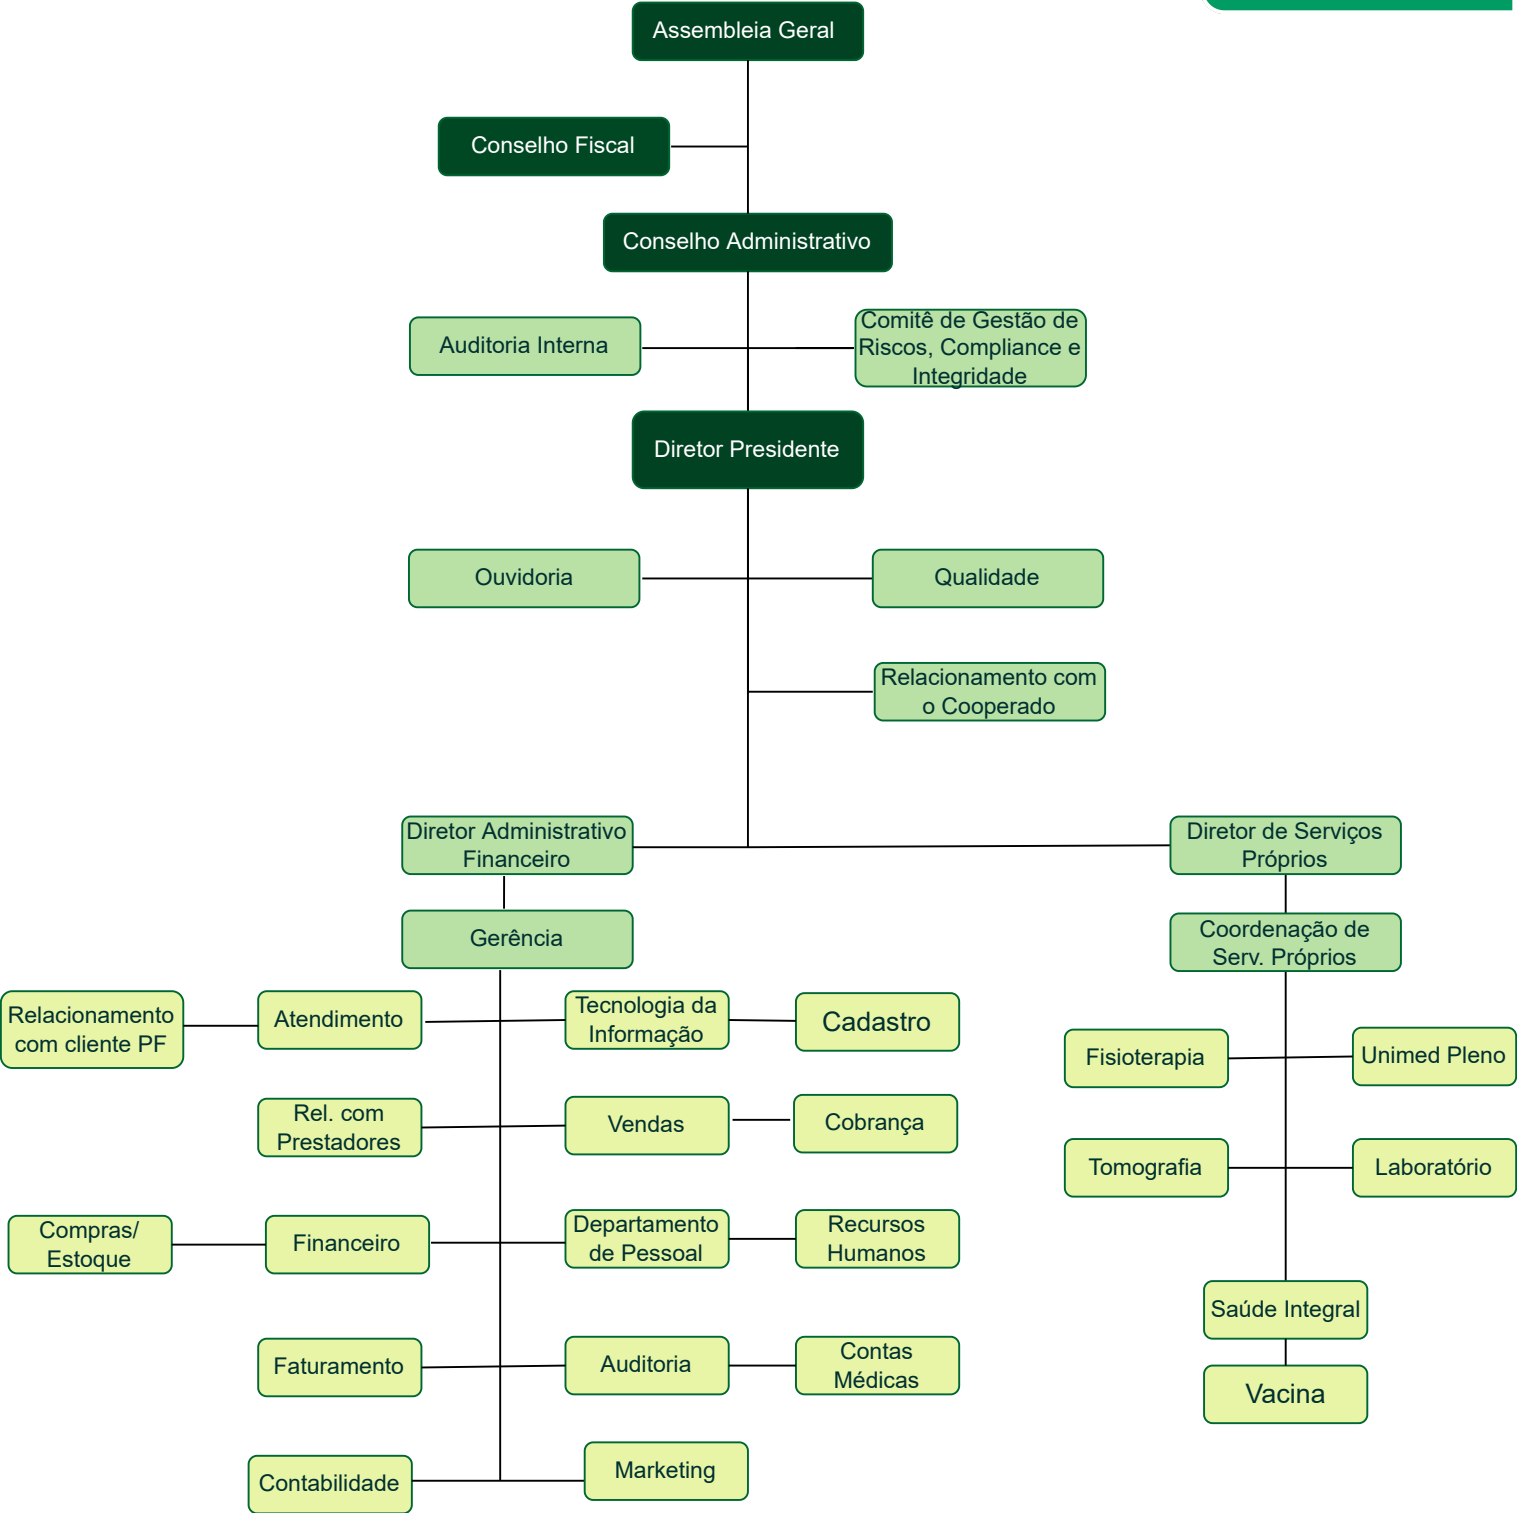 Assembleia Geral
Conselho Fiscal
Conselho Administrativo
Auditoria Interna
Comitê de Gestão de
Riscos, Compliance e
Integridade
Diretor Presidente
Ouvidoria
Qualidade
Relacionamento com
o Cooperado
Diretor Administrativo
Financeiro
Diretor de Serviços
Próprios
Gerência
Coordenação de
Serv. Próprios
Relacionamento
com cliente PF
Atendimento
Tecnologia da
Informação
Cadastro
Fisioterapia
Unimed Pleno
Rel. com
Prestadores
Vendas
Cobrança
Tomografia
Laboratório
Compras/
Estoque
Financeiro
Departamento
de Pessoal
Recursos
Humanos
Saúde Integral
Faturamento
Auditoria
Contas
Médicas
Vacina
Contabilidade
Marketing